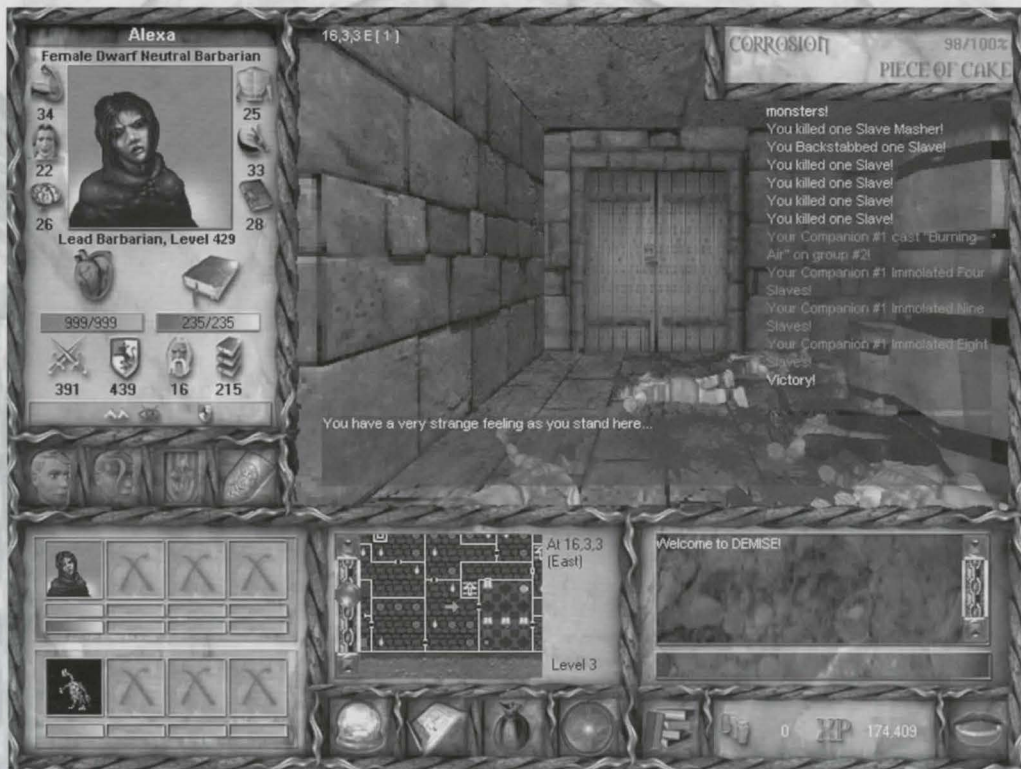 Alexa
Female Dwarf Neutral Barbarian
34
25
22
33
26
28
Lead Barbarian, Level 429
999/999
235/235
391
439
16
215
16,3,3 E [ 1 ]
CORROSION
98/100%
PIECE OF CAKE
monsters!
You killed one Slave Masher!
You Backstabbed one Slave!
You killed one Slave!
You killed one Slave!
You killed one Slave!
You killed one Slave!
Your Companion #1 cast "Burning
Air" on group #2!
Your Companion #1 Immolated Four
Slaves!
Your Companion #1 Immolated Nine
Slaves!
Your Companion #1 Immolated Eight
Slaves!
Victory!
You have a very strange feeling as you stand here...
At 16,3,3
(East)
Level 3
Welcome to DEMISE!
0
XP
174,409